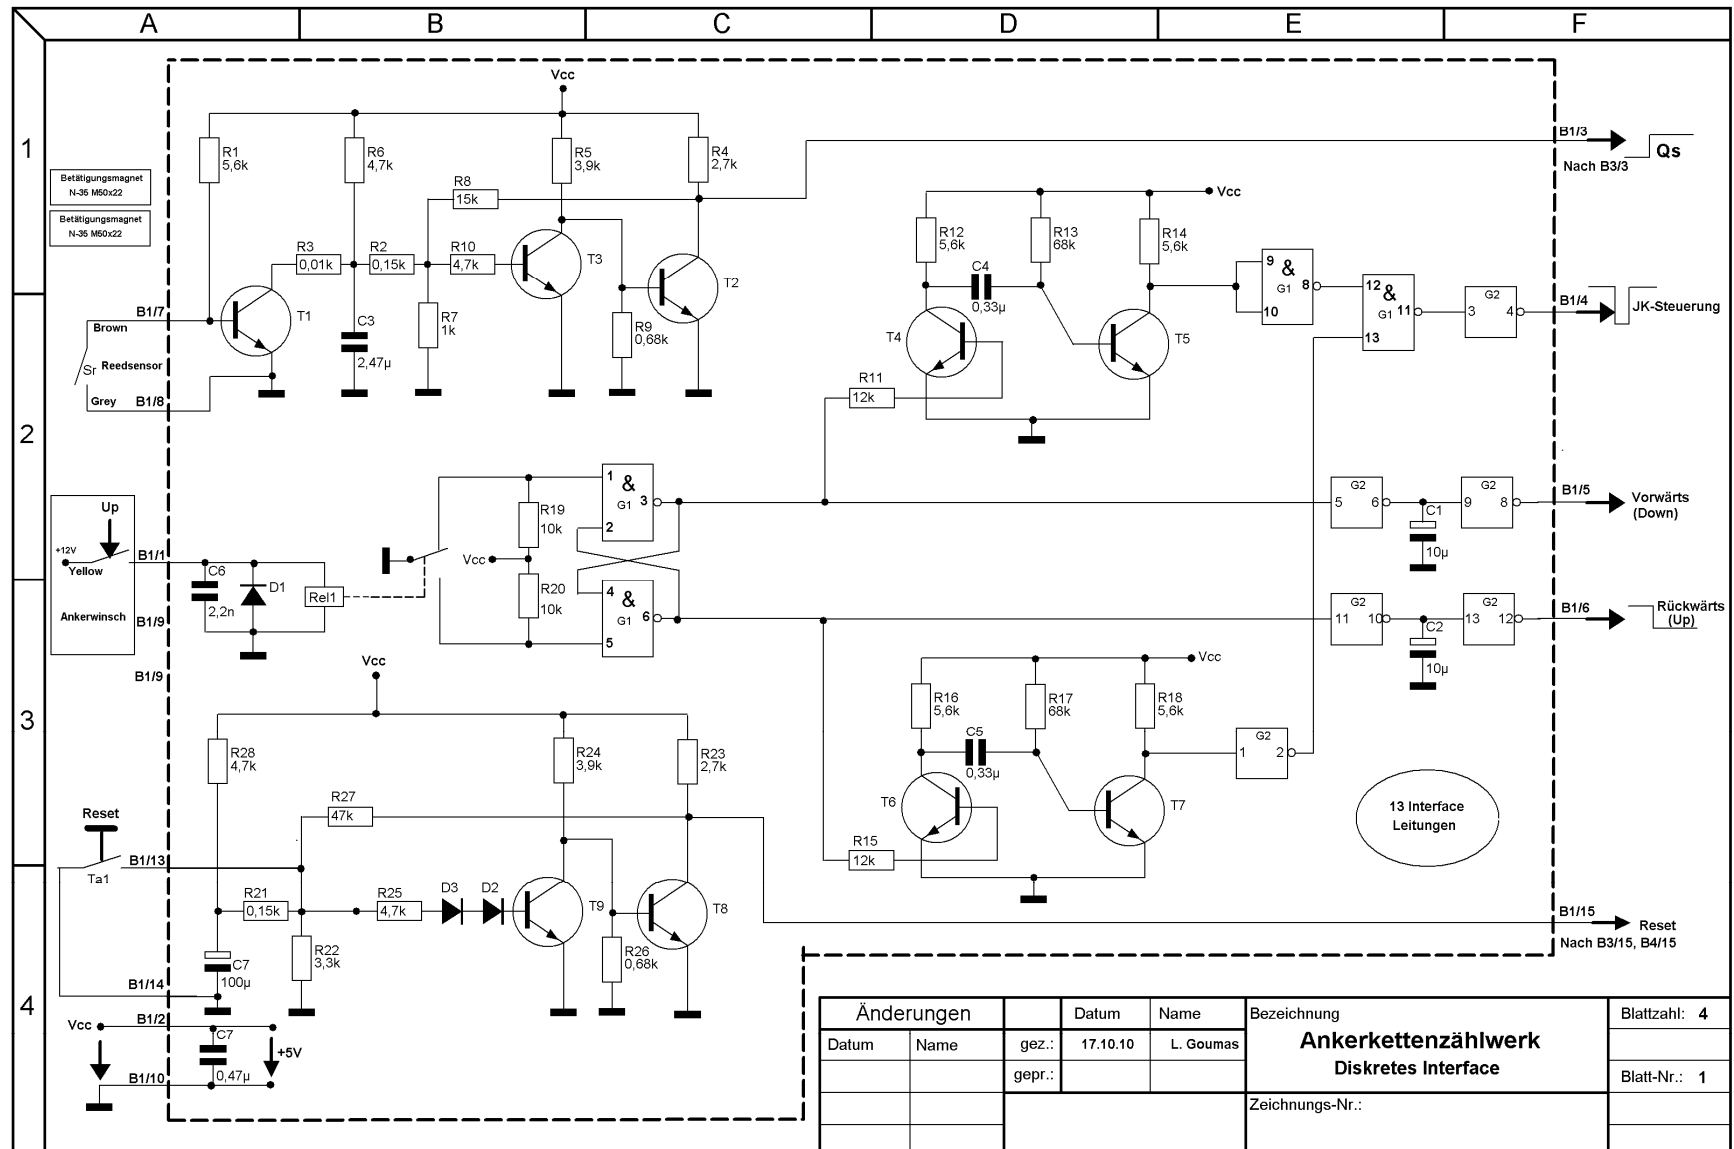 A
B
C
D
E
F
1
2
3
4
Betätigungsmagnet
N-35 M50x22
Betätigungsmagnet
N-35 M50x22
Vcc
R1
5,6k
R6
4,7k
R5
3,9k
R4
2,7k
R8
15k
R3
0,01k
R2
0,15k
R10
4,7k
T3
T2
T1
C3
2,47µ
R7
1k
R9
0,68k
B1/7
Brown
Sr
Reedsensor
Grey
B1/8
B1/3
Nach B3/3
Qs
Vcc
R12
5,6k
R13
68k
R14
5,6k
C4
0,33µ
T4
T5
R11
12k
9
&
G1
8
10
12
&
G1
11
13
G2
3
4
B1/4
JK-Steuerung
Up
+12V
Yellow
B1/1
Ankerwinsch
B1/9
B1/9
C6
2,2n
D1
Rel1
Vcc
R19
10k
R20
10k
1
&
G1
3
2
4
&
G1
6
5
G2
5
6
C1
10µ
G2
9
8
B1/5
Vorwärts
(Down)
G2
11
10
C2
10µ
G2
13
12
B1/6
Rückwärts
(Up)
Vcc
R28
4,7k
R24
3,9k
R23
2,7k
R27
47k
Reset
B1/13
Ta1
R21
0,15k
R25
4,7k
D3
D2
T9
T8
R22
3,3k
R26
0,68k
C7
100µ
B1/14
Vcc
B1/2
C7
0,47µ
+5V
B1/10
Vcc
R16
5,6k
R17
68k
R18
5,6k
C5
0,33µ
T6
T7
R15
12k
G2
1
2
13 Interface
Leitungen
B1/15
Reset
Nach B3/15, B4/15
Änderungen
Datum
Name
Datum
Name
gez.:
17.10.10
L. Goumas
gepr.:
Bezeichnung
Ankerkettenzählwerk
Diskretes Interface
Zeichnungs-Nr.:
Blattzahl: 4
Blatt-Nr.: 1